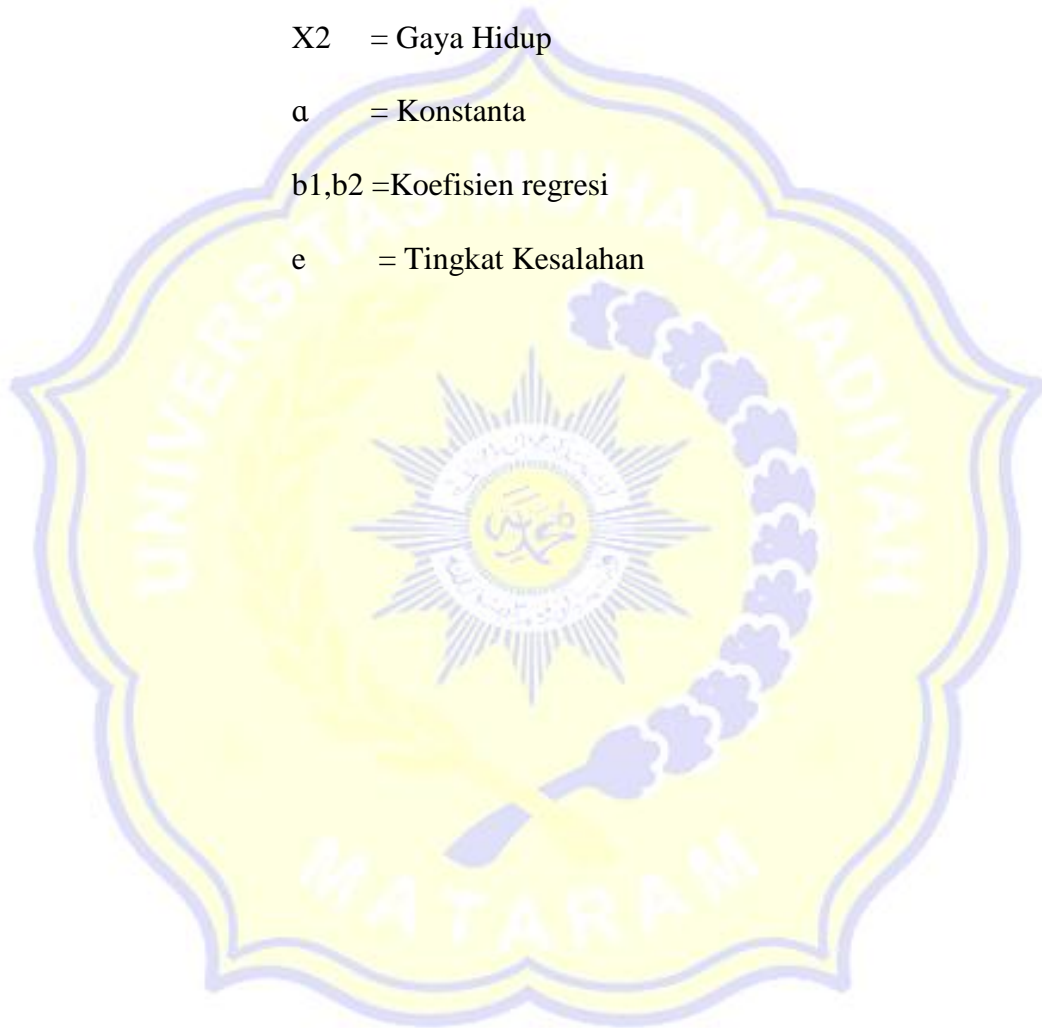 X2 = Gaya Hidup
α = Konstanta
b1,b2 =Koefisien regresi
e = Tingkat Kesalahan
UNIVERSITAS MUHAMMADIYAH
MATARAM